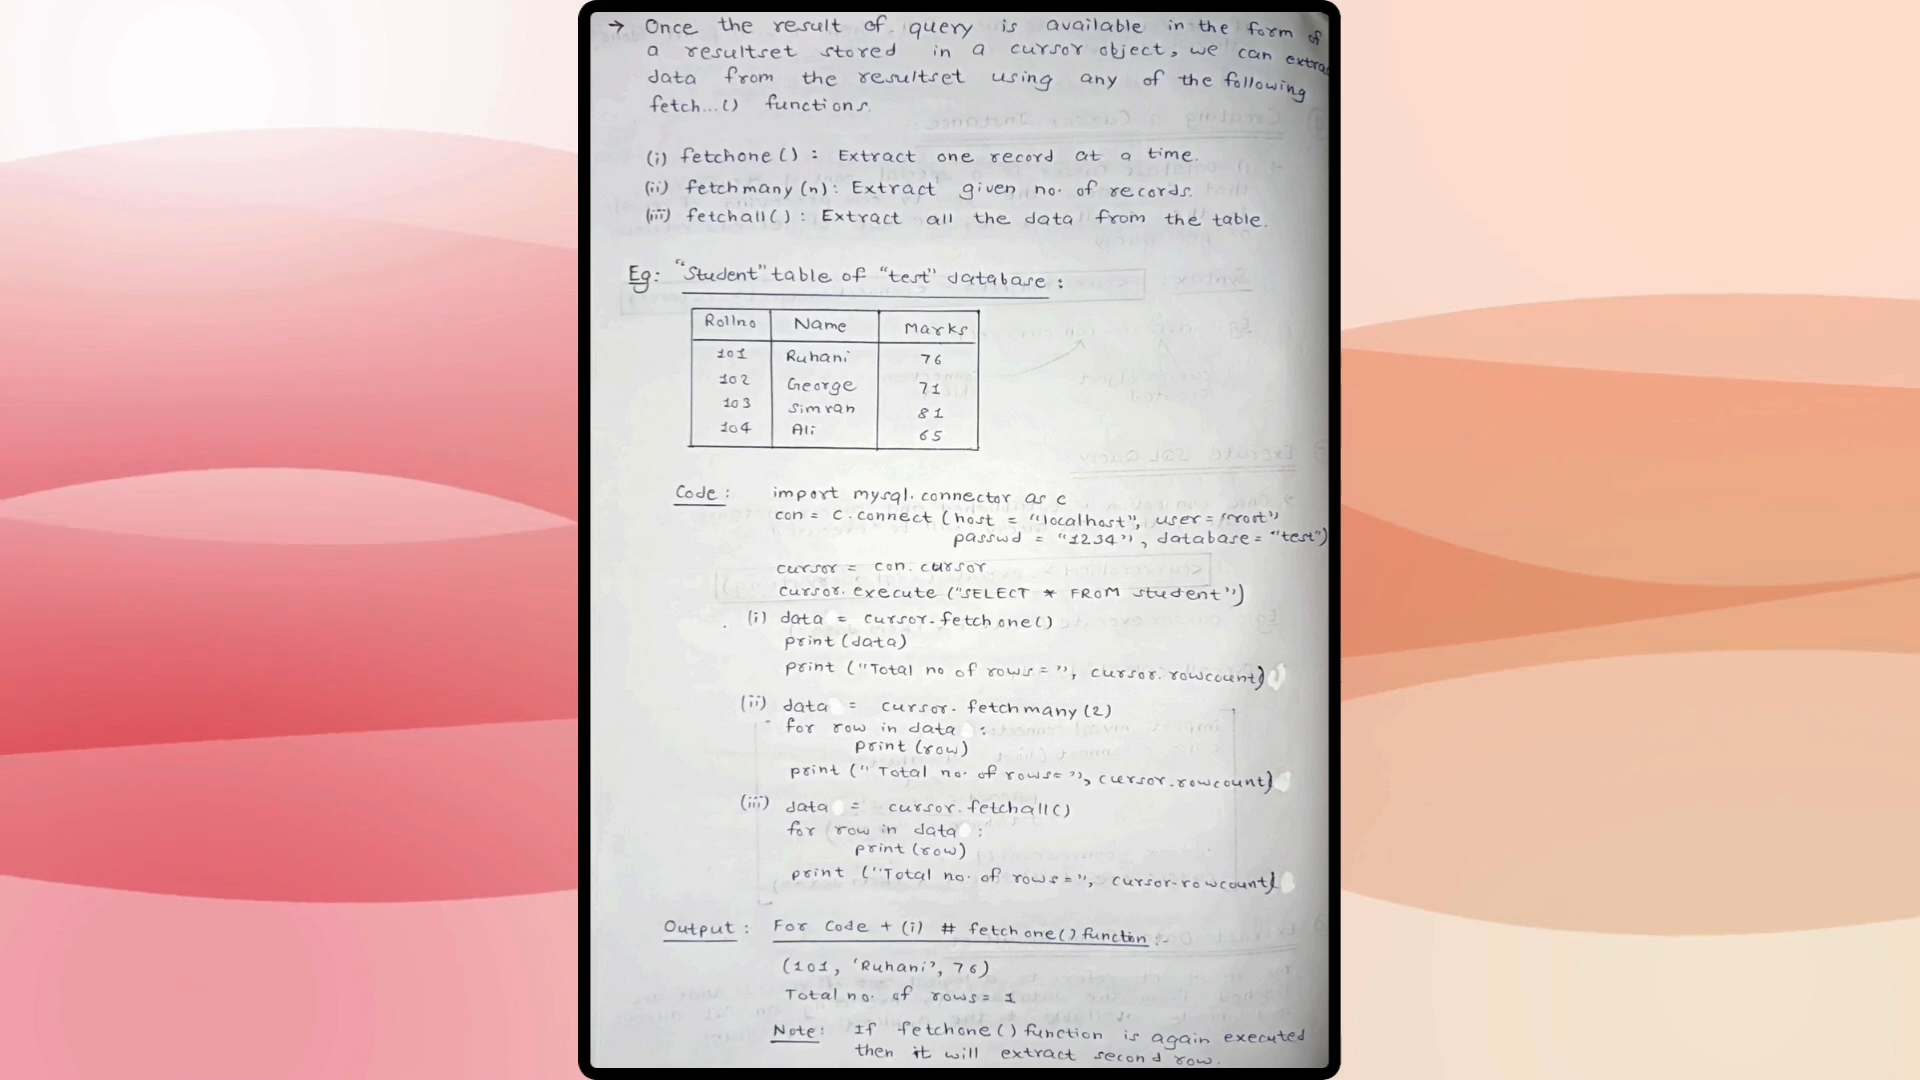 → Once the result of query is available in the form of
a resultset stored in a cursor object, we can
data from the resultset using any of the following
fetch...() functions.
(i) fetchone() : Extract one record at a time.
(ii) fetchmany (n): Extract given no. of records.
(iii) fetchall() : Extract all the data from the table.
Eg: "Student" table of "test" database :
Rollno Name Marks
101 Ruhani 76
102 George 71
103 Simran 81
104 Ali 65
Code : import mysql.connector as c
con = c.connect (host = "localhost", user = "root"
passwd = "1234", database = "test")
cursor = con.cursor
cursor.execute ("SELECT * FROM student")
(i) data = cursor.fetchone()
print (data)
print ("Total no of rows = ", cursor.rowcount)
(ii) data = cursor.fetchmany (2)
for row in data :
print (row)
print ("Total no. of rows= ", cursor.rowcount)
(iii) data = cursor.fetchall()
for row in data :
print (row)
print ("Total no. of rows =", cursor.rowcount)
Output : For Code + (i) # fetchone() function :-
(101, 'Ruhani', 76)
Total no. of rows = 1
Note : If fetchone() function is again executed
then it will extract second row.